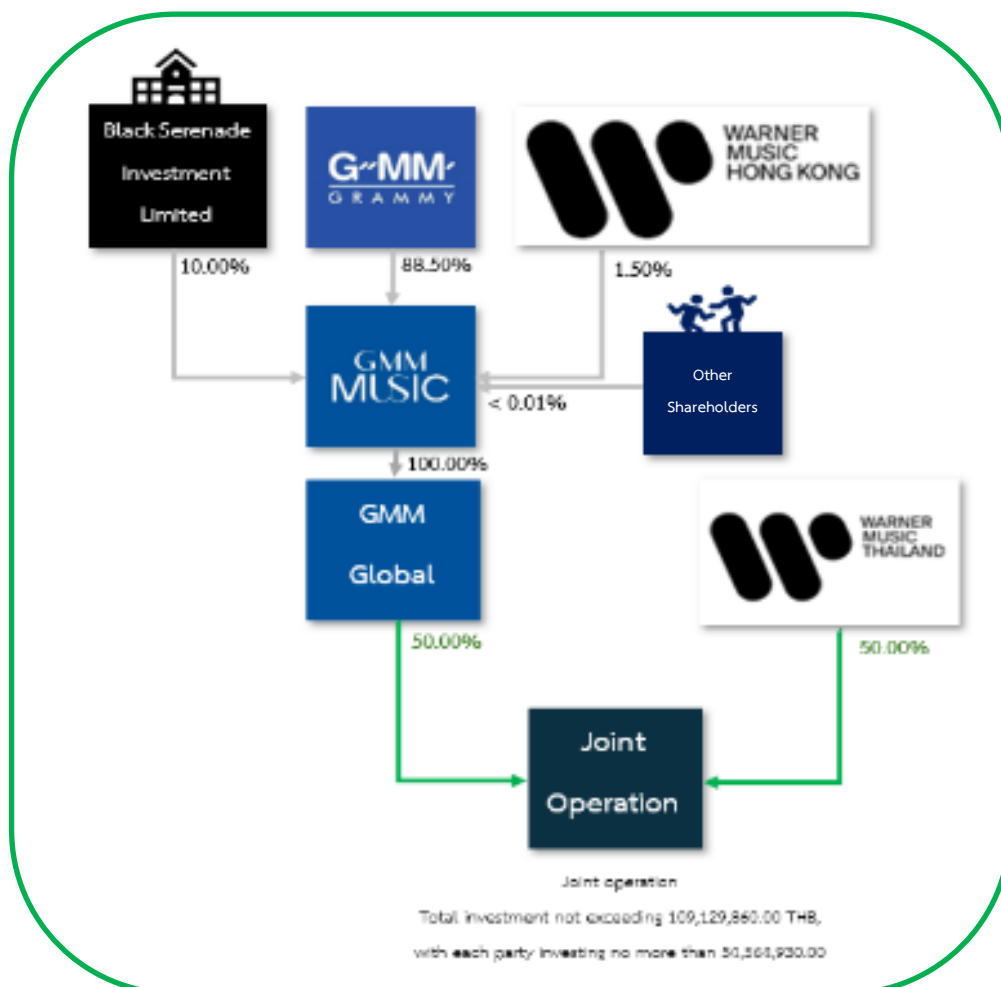 Black Serenade
Investment
Limited
GMM
GRAMMY
WARNER
MUSIC
HONG KONG
10.00%
88.50%
1.50%
GMM
MUSIC
Other
Shareholders
< 0.01%
100.00%
GMM
Global
WARNER
MUSIC
THAILAND
50.00%
50.00%
Joint
Operation
Joint operation
Total investment not exceeding 109,129,860.00 THB,
with each party investing no more than 54,564,930.00